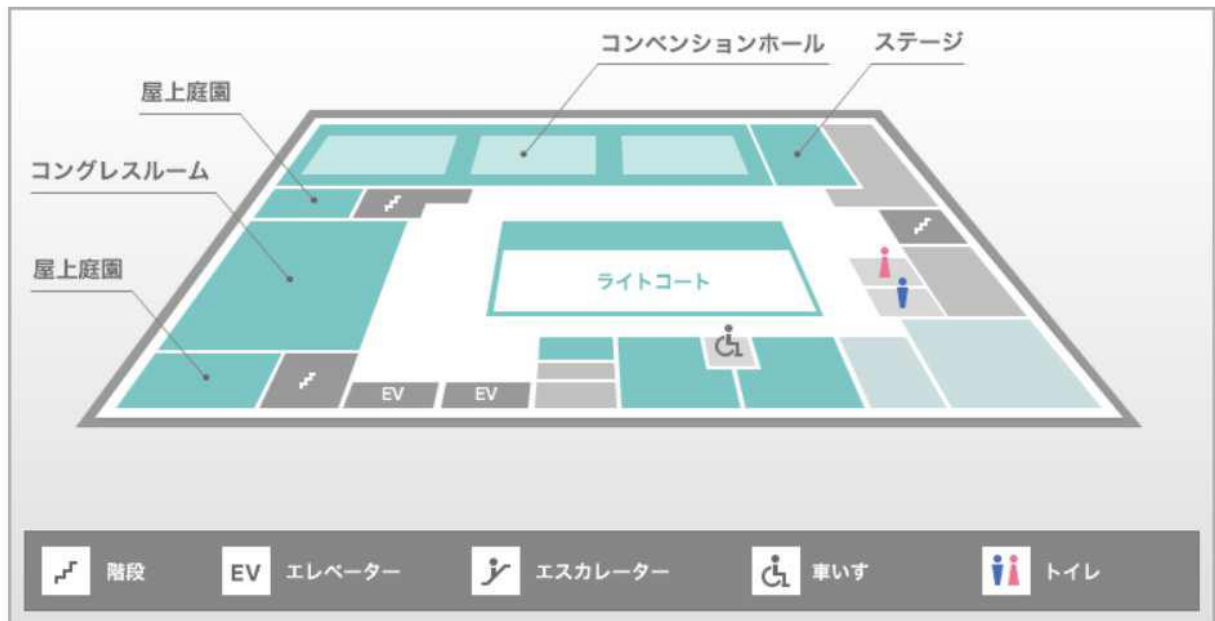 コンベンションホール
ステージ
屋上庭園
コングレスルーム
屋上庭園
ライトコート
EV
EV
階段
EV
エレベーター
エスカレーター
車いす
トイレ